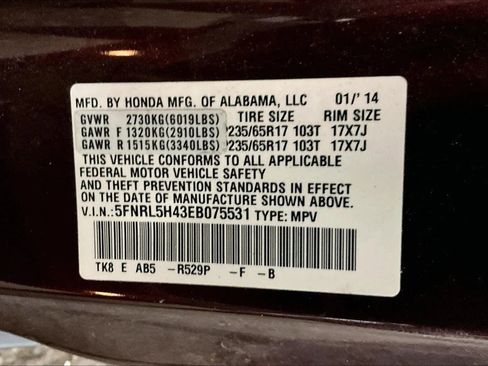 MFD. BY HONDA MFG. OF ALABAMA, LLC 01/'14
GVWR 2730KG(6019LBS) TIRE SIZE RIM SIZE
GAWR F 1320KG(2910LBS) P235/65R17 103T 17X7J
GAWR R 1515KG(3340LBS) P235/65R17 103T 17X7J
THIS VEHICLE CONFORMS TO ALL APPLICABLE
FEDERAL MOTOR VEHICLE SAFETY
AND THEFT PREVENTION STANDARDS IN EFFECT
ON THE DATE OF MANUFACTURE SHOWN ABOVE.
V.I.N.:5FNRL5H43EB075531 TYPE: MPV
TK8 E AB5 -R529P -F -B